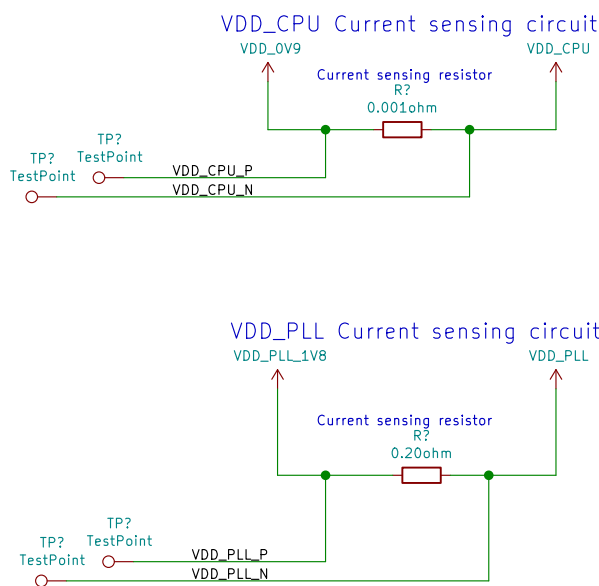 VDD_CPU Current sensing circuit
VDD_0V9
VDD_CPU
Current sensing resistor
R?
0.001ohm
TP?
TestPoint
TP?
TestPoint
VDD_CPU_P
VDD_CPU_N
VDD_PLL Current sensing circuit
VDD_PLL_1V8
VDD_PLL
Current sensing resistor
R?
0.20ohm
TP?
TestPoint
TP?
TestPoint
VDD_PLL_P
VDD_PLL_N